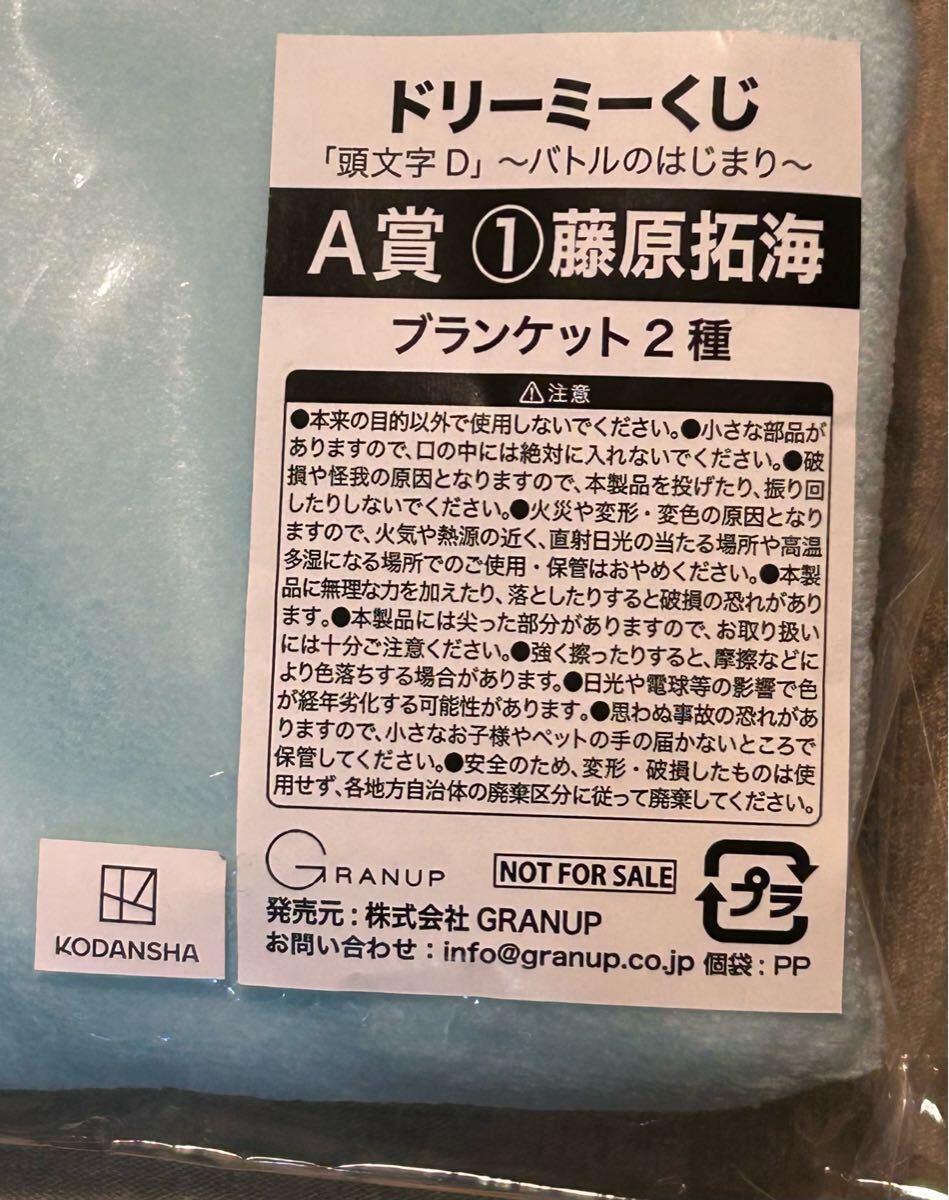 ドリーミーくじ
「頭文字D」〜バトルのはじまり〜
A賞 ①藤原拓海
ブランケット2種
⚠注意
●本来の目的以外で使用しないでください。●小さな部品が
ありますので、口の中には絶対に入れないでください。●破
損や怪我の原因となりますので、本製品を投げたり、振り回
したりしないでください。●火災や変形・変色の原因となり
ますので、火気や熱源の近く、直射日光の当たる場所や高温
多湿になる場所でのご使用・保管はおやめください。●本製
品に無理な力を加えたり、落としたりすると破損の恐れがあり
ます。●本製品には尖った部分がありますので、お取り扱い
には十分ご注意ください。●強く擦ったりすると、摩擦などに
より色落ちする場合があります。●日光や電球等の影響で色
が経年劣化する可能性があります。●思わぬ事故の恐れがあ
りますので、小さなお子様やペットの手の届かないところで
保管してください。●安全のため、変形・破損したものは使
用せず、各地方自治体の廃棄区分に従って廃棄してください。
GRANUP NOT FOR SALE プラ
発売元：株式会社 GRANUP
お問い合わせ：info@granup.co.jp 個袋：PP
KODANSHA